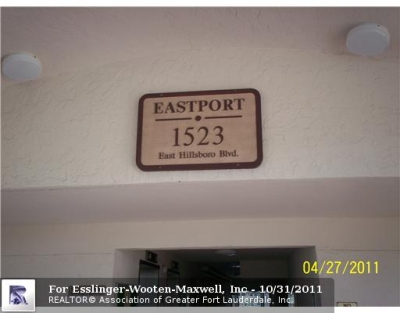 EASTPORT
1523
East Hillsboro Blvd.
04/27/2011
For Esslinger-Wooten-Maxwell, Inc - 10/31/2011
REALTOR® Association of Greater Fort Lauderdale, Inc.